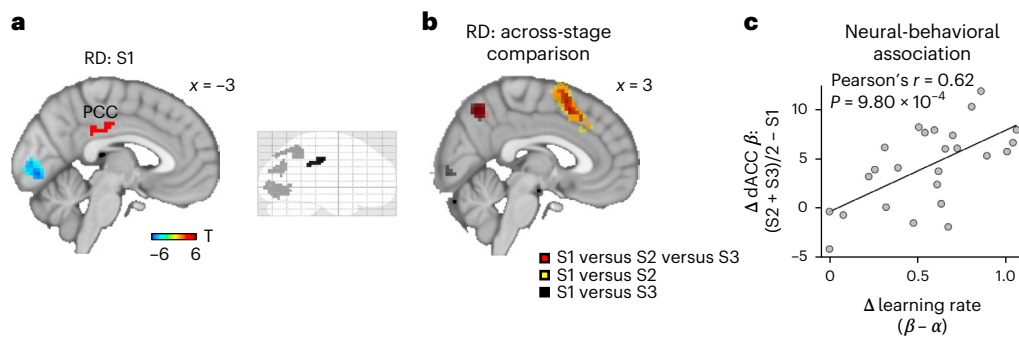 a
RD: S1
x = –3
PCC
T
–6 6
b
RD: across-stage
comparison
x = 3
S1 versus S2 versus S3
S1 versus S2
S1 versus S3
c
Neural-behavioral
association
Pearson's r = 0.62
P = 9.80 × 10⁻⁴
Δ dACC β:
(S2 + S3)/2 – S1
10
5
0
–5
0 0.5 1.0
Δ learning rate
(β – α)